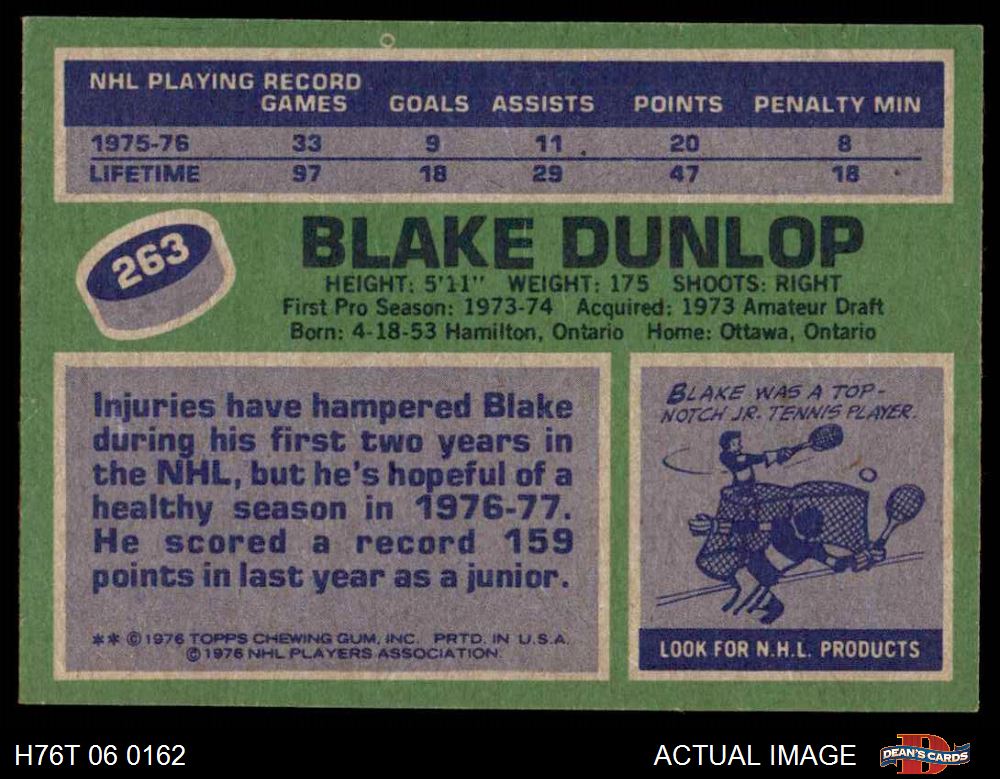 NHL PLAYING RECORD
GAMES GOALS ASSISTS POINTS PENALTY MIN
1975-76 33 9 11 20 8
LIFETIME 97 18 29 47 18
263
BLAKE DUNLOP
HEIGHT: 5'11" WEIGHT: 175 SHOOTS: RIGHT
First Pro Season: 1973-74 Acquired: 1973 Amateur Draft
Born: 4-18-53 Hamilton, Ontario Home: Ottawa, Ontario
Injuries have hampered Blake
during his first two years in
the NHL, but he's hopeful of a
healthy season in 1976-77.
He scored a record 159
points in last year as a junior.
** © 1976 TOPPS CHEWING GUM, INC. PRTD. IN U.S.A.
© 1976 NHL PLAYERS ASSOCIATION.
BLAKE WAS A TOP-
NOTCH JR. TENNIS PLAYER.
LOOK FOR N.H.L. PRODUCTS
H76T 06 0162
ACTUAL IMAGE
DEAN'S CARDS